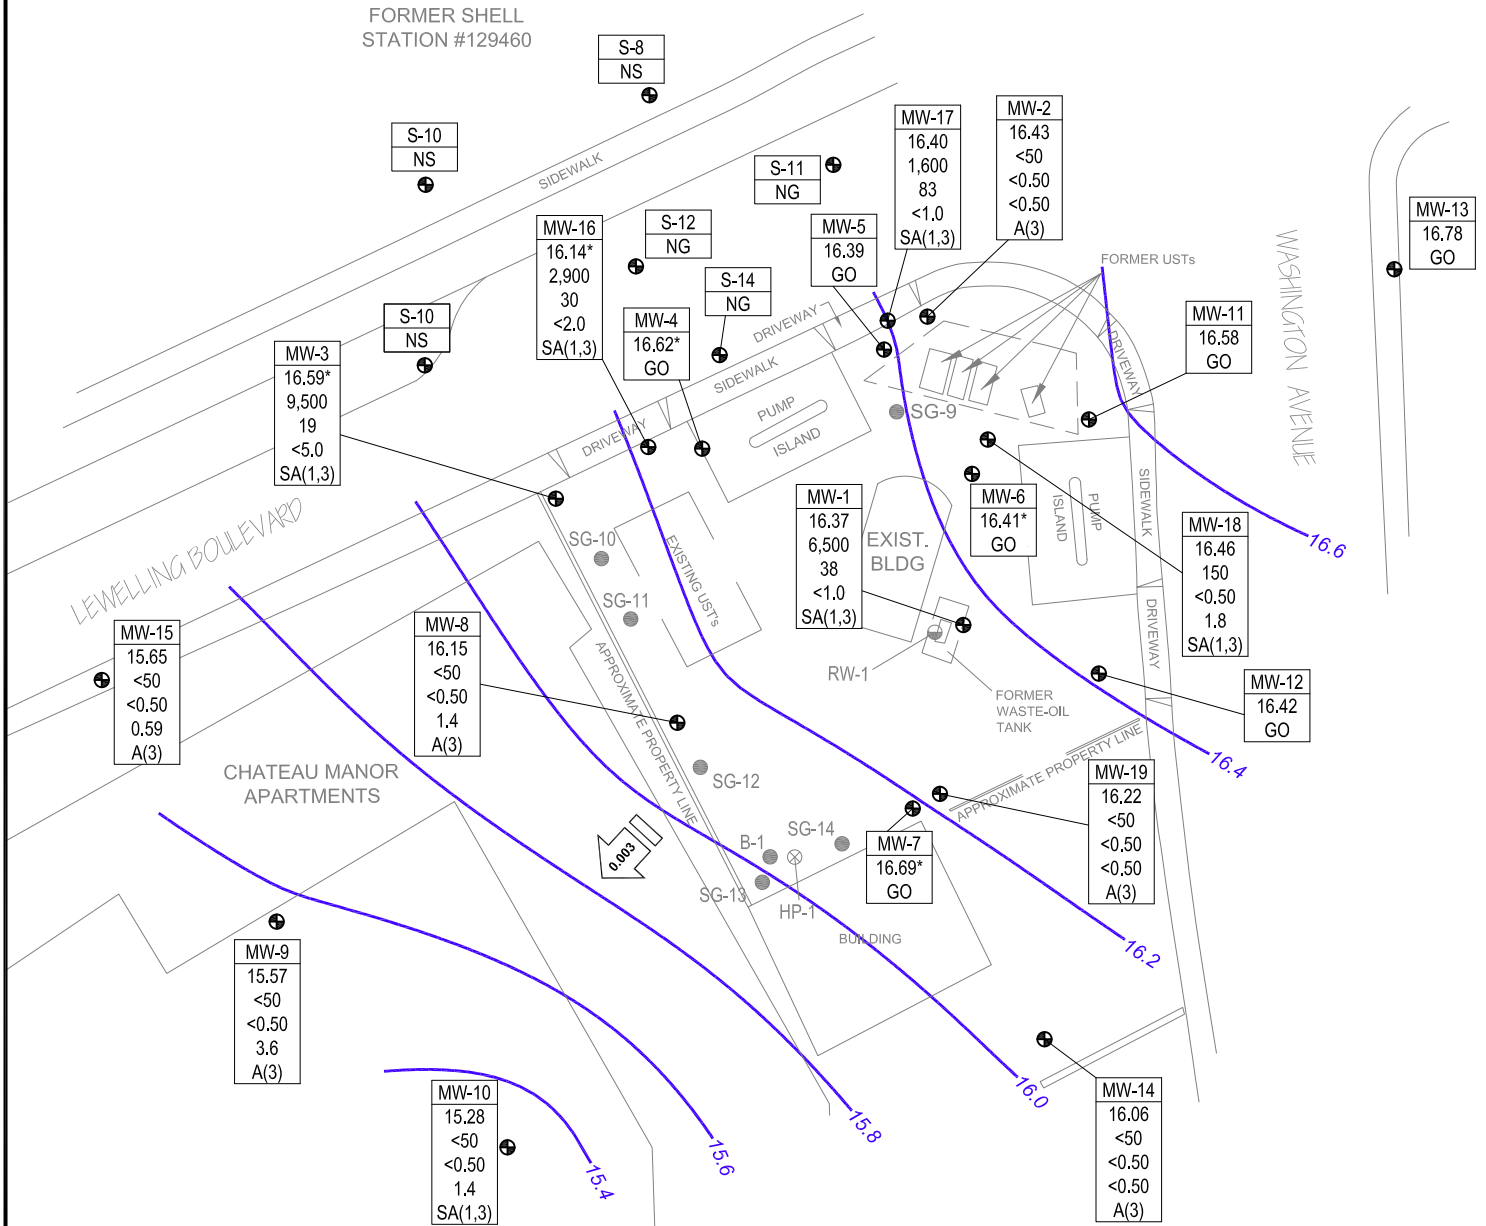 FORMER SHELL
STATION #129460
S-8
NS
S-10
NS
SIDEWALK
S-11
NG
MW-17
16.40
1,600
83
<1.0
SA(1,3)
MW-2
16.43
<50
<0.50
<0.50
A(3)
MW-13
16.78
GO
WASHINGTON AVENUE
MW-16
16.14*
2,900
30
<2.0
SA(1,3)
S-12
NG
MW-5
16.39
GO
S-14
NG
FORMER USTs
S-10
NS
MW-4
16.62*
GO
DRIVEWAY
MW-11
16.58
GO
MW-3
16.59*
9,500
19
<5.0
SA(1,3)
SIDEWALK
DRIVEWAY
PUMP
ISLAND
SG-9
DRIVEWAY
SIDEWALK
DRIVEWAY
PUMP
ISLAND
MW-1
16.37
6,500
38
<1.0
SA(1,3)
MW-6
16.41*
GO
EXIST.
BLDG
MW-18
16.46
150
<0.50
1.8
SA(1,3)
16.6
LEWELLING BOULEVARD
SG-10
SG-11
EXISTING UST's
MW-15
15.65
<50
<0.50
0.59
A(3)
MW-8
16.15
<50
<0.50
1.4
A(3)
APPROXIMATE PROPERTY LINE
RW-1
FORMER
WASTE-OIL
TANK
MW-12
16.42
GO
16.4
APPROXIMATE PROPERTY LINE
CHATEAU MANOR
APARTMENTS
SG-12
MW-19
16,22
<50
<0.50
<0.50
A(3)
0.003
B-1
SG-14
SG-13
HP-1
MW-7
16.69*
GO
BUILDING
16.2
MW-9
15.57
<50
<0.50
3.6
A(3)
16.0
MW-14
16.06
<50
<0.50
<0.50
A(3)
MW-10
15.28
<50
<0.50
1.4
SA(1,3)
15.8
15.6
15.4